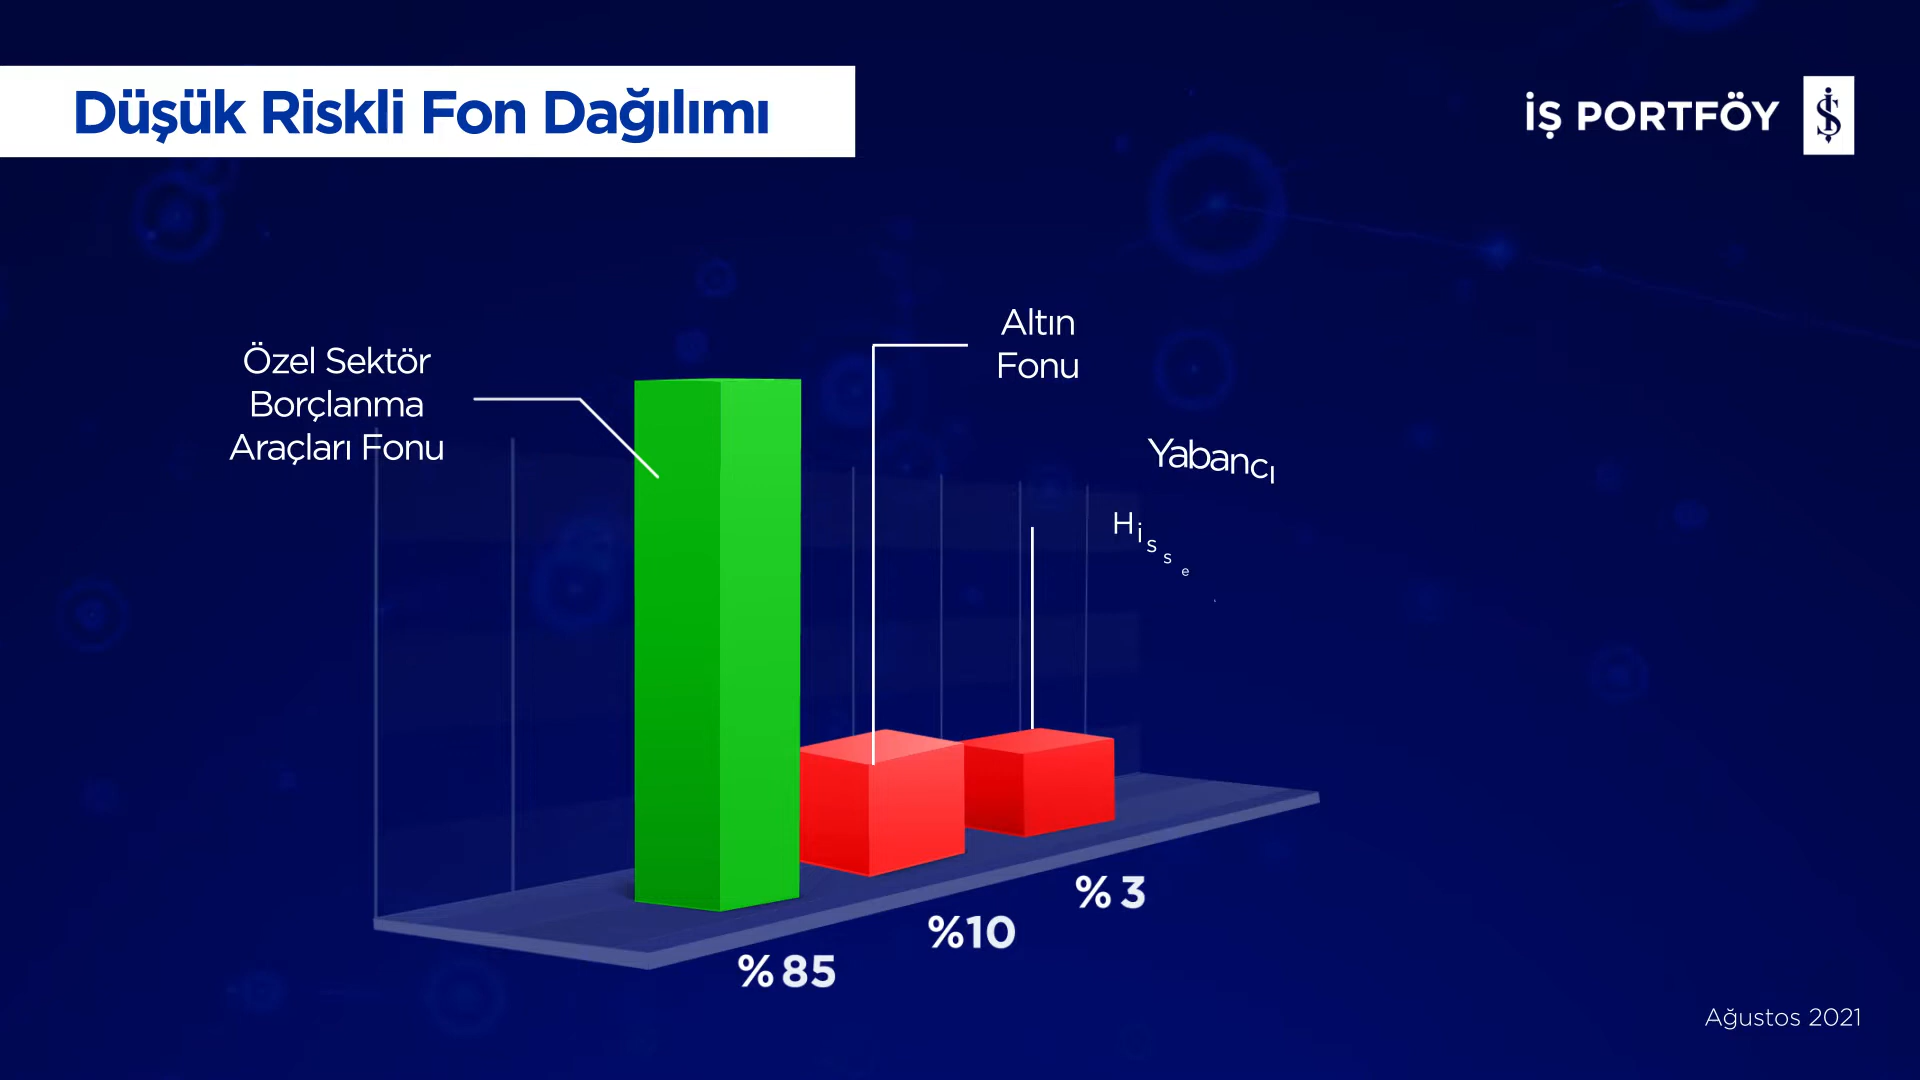 Düşük Riskli Fon Dağılımı
İŞ PORTFÖY
Özel Sektör
Borçlanma
Araçları Fonu
Altın
Fonu
Yabancı
Hisse
%85
%10
%3
Ağustos 2021